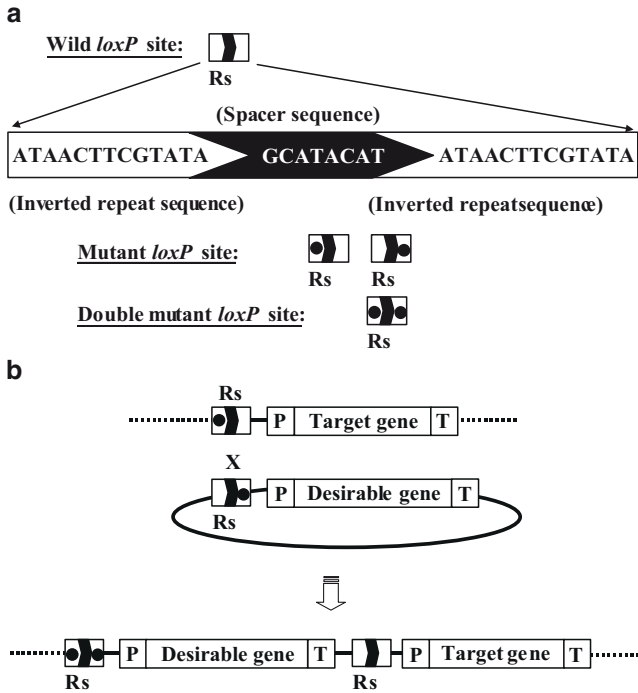 a
Wild loxP site:
Rs
(Spacer sequence)
ATAACTTCGTATA GCATACAT ATAACTTCGTATA
(Inverted repeat sequence) (Inverted repeatsequence)
Mutant loxP site:
Rs Rs
Double mutant loxP site:
Rs
b
Rs
P Target gene T
X
P Desirable gene T
Rs
P Desirable gene T P Target gene T
Rs Rs